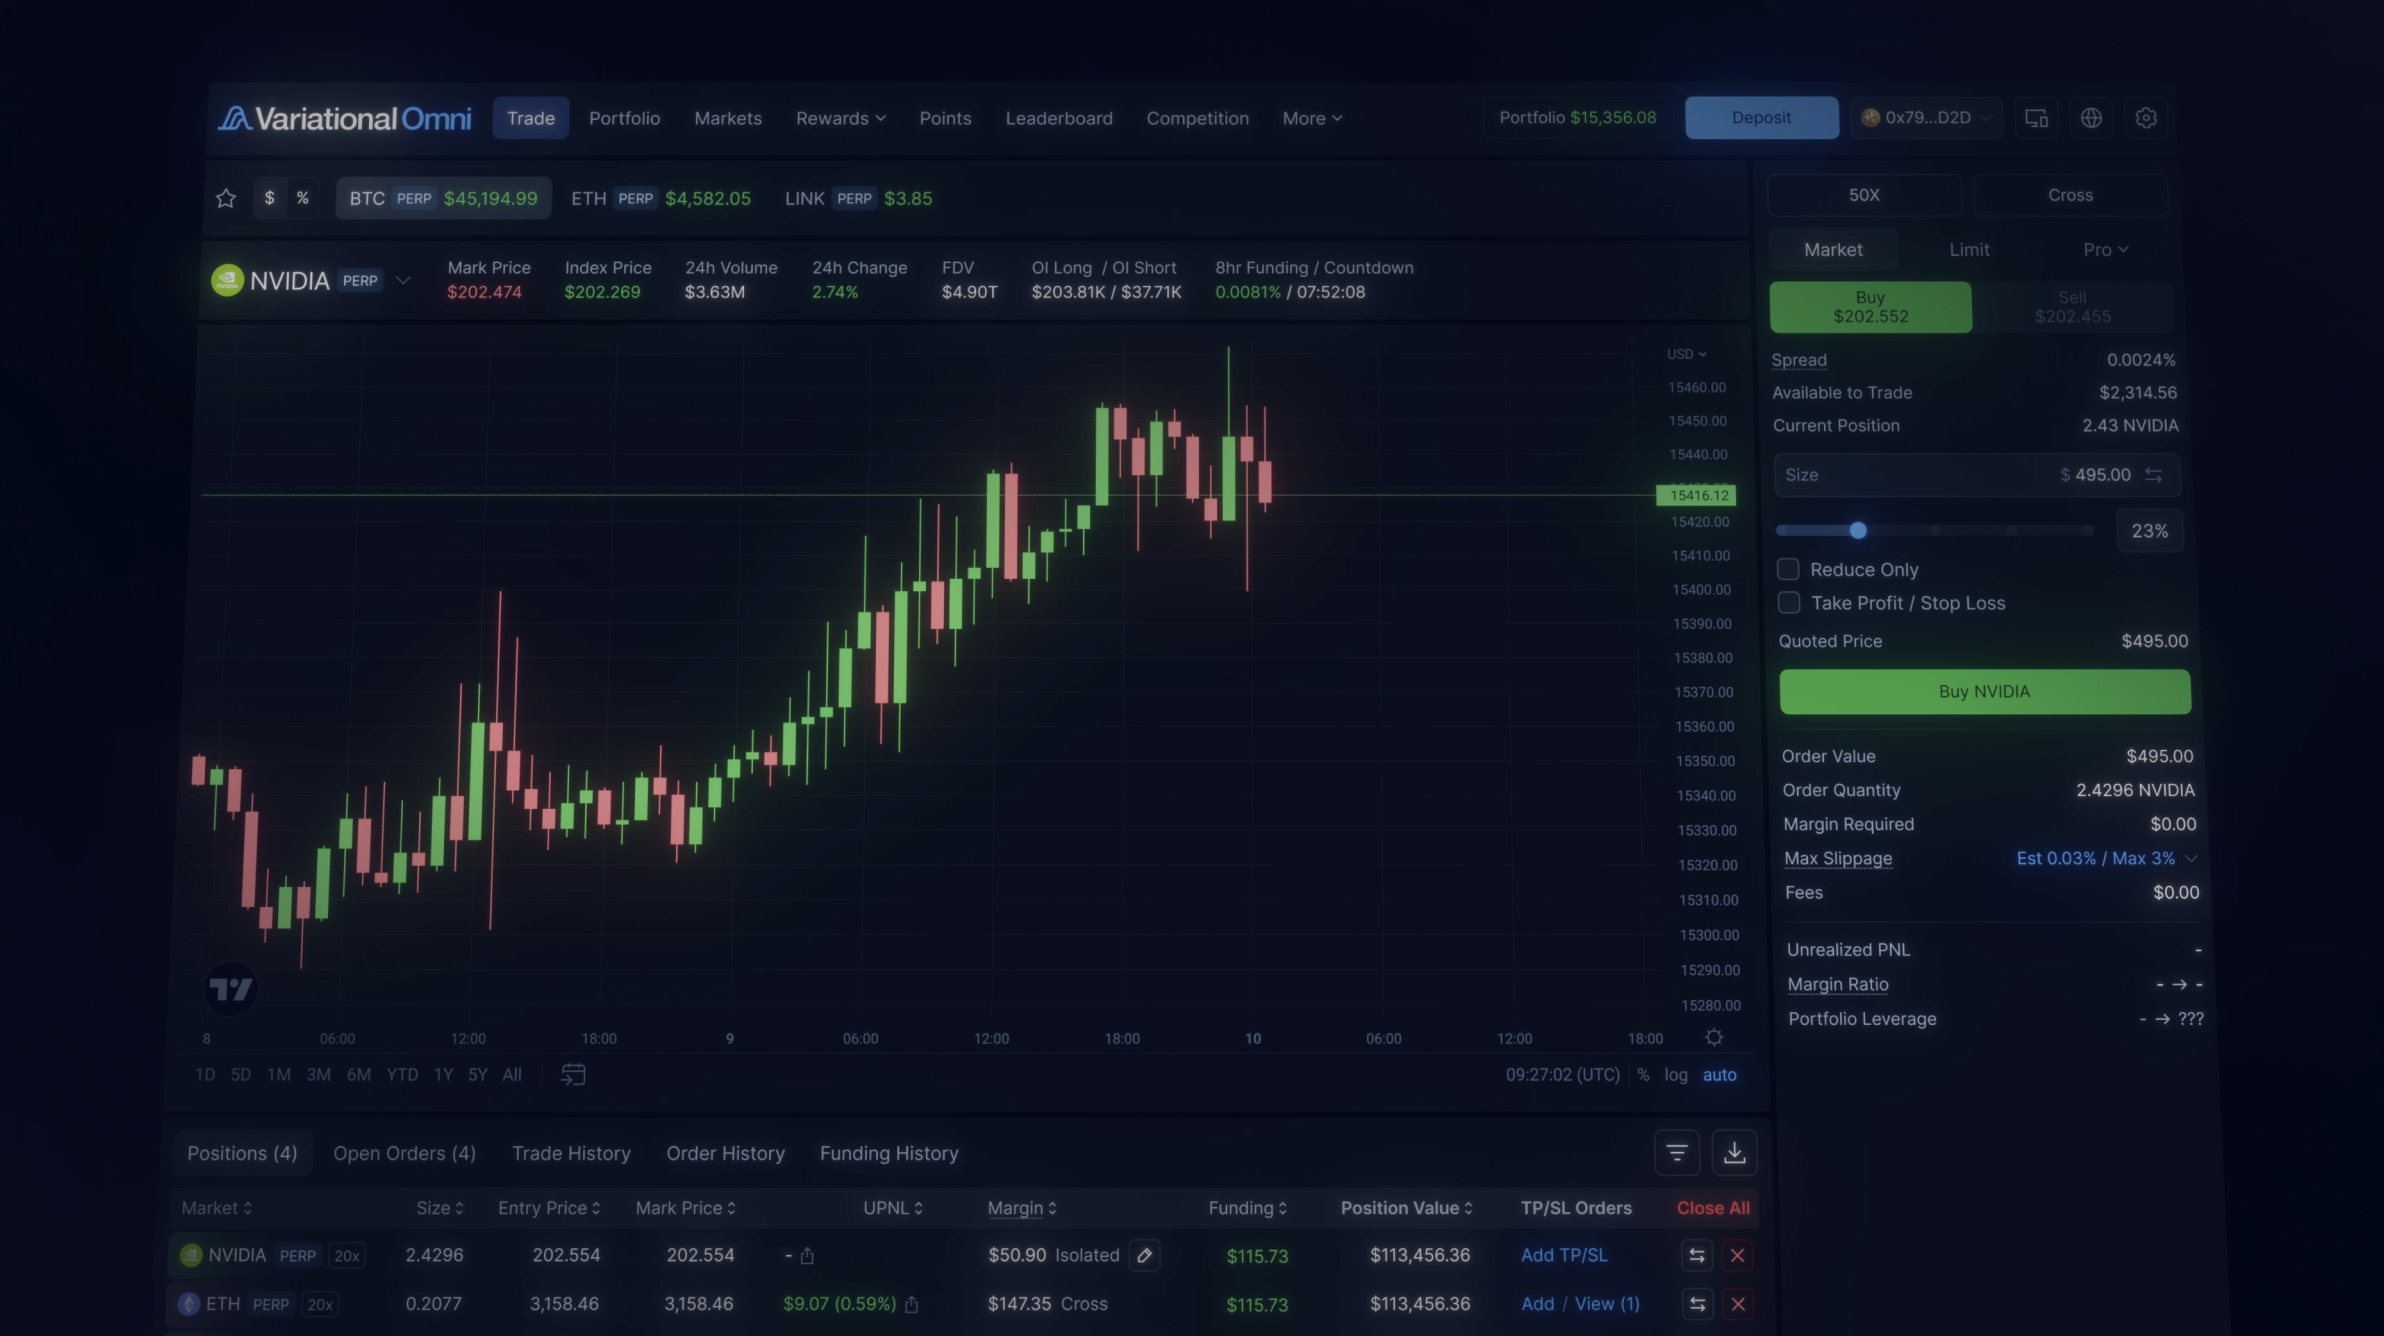 Variational Omni Trade Portfolio Markets Rewards Points Leaderboard Competition More Portfolio $15,356.08 Deposit 0x79...D2D
$ % BTC PERP $45,194.99 ETH PERP $4,582.05 LINK PERP $3.85
NVIDIA PERP
Mark Price Index Price 24h Volume 24h Change FDV OI Long / OI Short 8hr Funding / Countdown
$202.474 $202.269 $3.63M 2.74% $4.90T $203.81K / $37.71K 0.0081% / 07:52:08
USD
15460.00
15450.00
15440.00
15416.12
15420.00
15410.00
15400.00
15390.00
15380.00
15370.00
15360.00
15350.00
15340.00
15330.00
15320.00
15310.00
15300.00
15290.00
15280.00
8 06:00 12:00 18:00 9 06:00 12:00 18:00 10 06:00 12:00 18:00
1D 5D 1M 3M 6M YTD 1Y 5Y All 09:27:02 (UTC) % log auto
50X Cross
Market Limit Pro
Buy Sell
$202.552 $202.455
Spread 0.0024%
Available to Trade $2,314.56
Current Position 2.43 NVIDIA
Size $ 495.00
23%
Reduce Only
Take Profit / Stop Loss
Quoted Price $495.00
Buy NVIDIA
Order Value $495.00
Order Quantity 2.4296 NVIDIA
Margin Required $0.00
Max Slippage Est 0.03% / Max 3%
Fees $0.00
Unrealized PNL -
Margin Ratio - → -
Portfolio Leverage - → ???
Positions (4) Open Orders (4) Trade History Order History Funding History
Market Size Entry Price Mark Price UPNL Margin Funding Position Value TP/SL Orders Close All
NVIDIA PERP 20x 2.4296 202.554 202.554 - $50.90 Isolated $115.73 $113,456.36 Add TP/SL
ETH PERP 20x 0.2077 3,158.46 3,158.46 $9.07 (0.59%) $147.35 Cross $115.73 $113,456.36 Add / View (1)